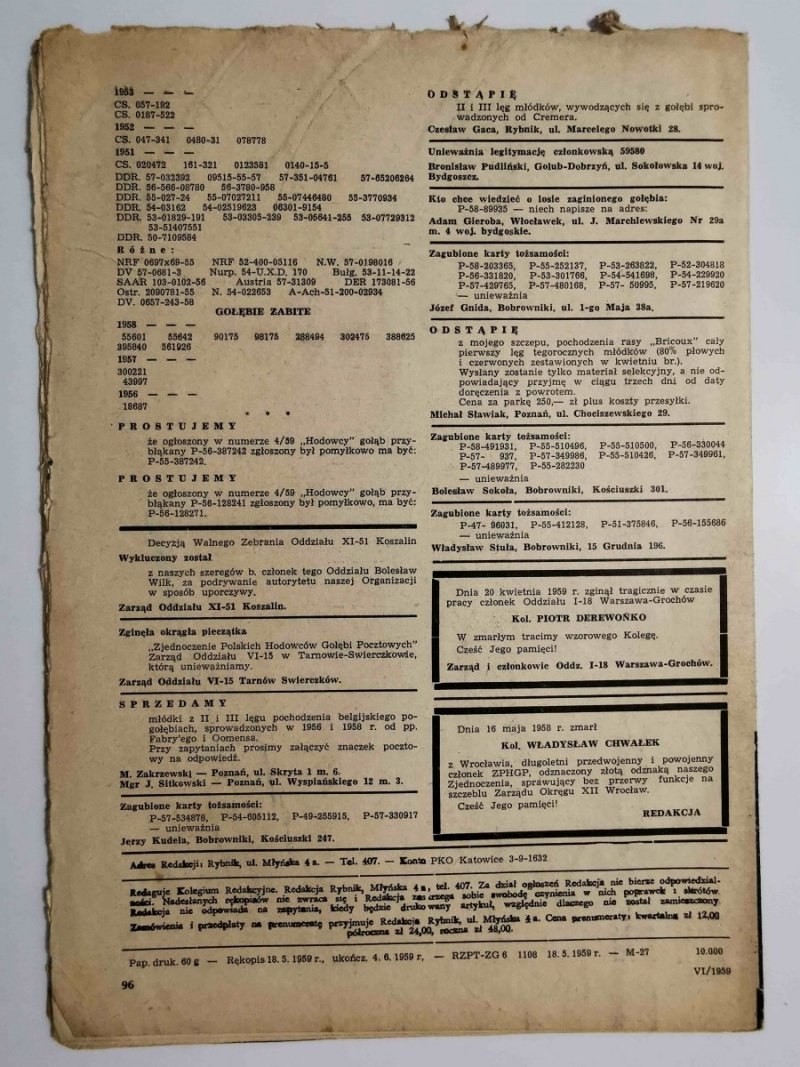 1953 — — —
CS. 057-192
CS. 0187-522
1952 — — —
CS. 047-341 0480-31 078778
1951 — — —
CS. 020472 161-321 0123581 0140-15-5
DDR. 57-032392 09515-55-57 57-351-04761 57-65206264
DDR. 56-566-08780 56-3780-958
DDR. 55-027-24 55-07027211 55-07446480 55-3770934
DDR. 54-03162 54-02519623 06301-9154
DDR. 53-01829-191 53-03305-239 53-05641-255 53-07729312
53-51407551
DDR. 50-7109584
Różne:
NRF 0697x69-55 NRF 52-400-05116 N.W. 57-0198016
DV 57-0681-3 Nurp. 54-U.X.D. 170 Bułg. 53-11-14-22
SAAR 103-0102-56 Austria 57-31309 DER 173081-56
Ostr. 2090781-55 N. 54-022653 A-Ach-51-200-02934
DV. 0657-243-58
GOŁĘBIE ZABITE
1958 — — —
55601 55642 90175 98175 288494 302475 388625
395840 561926
1957 — — —
300221
43997
1956 — — —
18687
* * *
PROSTUJEMY
że ogłoszony w numerze 4/59 „Hodowcy" gołąb przy-
błąkany P-56-387242 zgłoszony był pomyłkowo ma być:
P-55-387242.
PROSTUJEMY
że ogłoszony w numerze 4/59 „Hodowcy" gołąb przy-
błąkany P-56-128241 zgłoszony był pomyłkowo, ma być:
P-56-128271.
Decyzją Walnego Zebrania Oddziału XI-51 Koszalin
Wykluczony został
z naszych szeregów b. członek tego Oddziału Bolesław
Wilk, za podrywanie autorytetu naszej Organizacji
w sposób uporczywy.
Zarząd Oddziału XI-51 Koszalin.
Zginęła okrągła pieczątka
„Zjednoczenie Polskich Hodowców Gołębi Pocztowych"
Zarząd Oddziału VI-15 w Tarnowie-Swierczkowie,
którą unieważniamy.
Zarząd Oddziału VI-15 Tarnów Swierczków.
SPRZEDAMY
młódki z II i III lęgu pochodzenia belgijskiego po-
gołębiach, sprowadzonych w 1956 i 1958 r. od pp.
Fabry'ego i Oomensa.
Przy zapytaniach prosimy załączyć znaczek poczto-
wy na odpowiedź.
M. Zakrzewski — Poznań, ul. Skryta 1 m. 6.
Mgr J. Sitkowski — Poznań, ul. Wyspiańskiego 12 m. 3.
Zagubione karty tożsamości:
P-57-534878, P-54-605112, P-49-255915, P-57-330917
— unieważnia
Jerzy Kudela, Bobrowniki, Kościuszki 247.
ODSTĄPIĘ
II i III lęg młódków, wywodzących się z gołębi spro-
wadzonych od Cremera.
Czesław Gaca, Rybnik, ul. Marcelego Nowotki 28.
Unieważnia legitymację członkowską 59580
Bronisław Pudliński, Golub-Dobrzyń, ul. Sokołowska 14 woj.
Bydgoszcz.
Kto chce wiedzieć o losie zaginionego gołębia:
P-58-89935 — niech napisze na adres:
Adam Gieroba, Włocławek, ul. J. Marchlewskiego Nr 29a
m. 4 woj. bydgoskie.
Zagubione karty tożsamości:
P-58-203365, P-55-252137, P-53-263822, P-52-304818
P-56-331820, P-53-301766, P-54-541698, P-54-229920
P-57-429765, P-57-480168, P-57- 50995, P-57-219620
— unieważnia
Józef Gnida, Bobrowniki, ul. 1-go Maja 38a.
ODSTĄPIĘ
z mojego szczepu, pochodzenia rasy „Bricoux" cały
pierwszy lęg tegorocznych młódków (80% płowych
i czerwonych zestawionych w kwietniu br.).
Wysłany zostanie tylko materiał selekcyjny, a nie od-
powiadający przyjmę w ciągu trzech dni od daty
doręczenia z powrotem.
Cena za parkę 250,— zł plus koszty przesyłki.
Michał Sławiak, Poznań, ul. Chociszewskiego 29.
Zagubione karty tożsamości:
P-58-491931, P-55-510496, P-55-510500, P-56-330044
P-57- 937, P-57-349986, P-55-510426, P-57-349961,
P-57-489977, P-55-282230
— unieważnia
Bolesław Sokoła, Bobrowniki, Kościuszki 301.
Zagubione karty tożsamości:
P-47- 96031, P-55-412128, P-51-375846, P-56-155686
— unieważnia
Władysław Stuła, Bobrowniki, 15 Grudnia 196.
Dnia 20 kwietnia 1959 r. zginął tragicznie w czasie
pracy członek Oddziału I-18 Warszawa-Grochów
Kol. PIOTR DEREWOŃKO
W zmarłym tracimy wzorowego Kolegę.
Cześć Jego pamięci!
Zarząd i członkowie Oddz. I-18 Warszawa-Grochów.
Dnia 16 maja 1958 r. zmarł
Kol. WŁADYSŁAW CHWAŁEK
z Wrocławia, długoletni przedwojenny i powojenny
członek ZPHGP, odznaczony złotą odznaką naszego
Zjednoczenia, sprawujący bez przerwy funkcje na
szczeblu Zarządu Okręgu XII Wrocław.
Cześć Jego pamięci!
REDAKCJA
Adres Redakcji: Rybnik, ul. Młyńska 4 a. — Tel. 407. — Konto PKO Katowice 3-9-1632
Redaguje Kolegium Redakcyjne. Redakcja Rybnik, Młyńska 4 a, tel. 407. Za dział ogłoszeń Redakcja nie bierze odpowiedzial-
ności. Nadesłanych rękopisów nie zwraca się i Redakcja zastrzega sobie swobodę czynienia w nich poprawek i skrótów.
Redakcja nie odpowiada na zapytania, kiedy będzie drukowany artykuł, względnie dlaczego nie został zamieszczony.
Zamówienia i przedpłaty na prenumeratę przyjmuje Redakcja Rybnik, ul. Młyńska 4 a. Cena prenumeraty: kwartalna zł 12,00
półroczna zł 24,00, roczna zł 48,00.
Pap. druk. 60 g — Rękopis 18. 5. 1959 r., ukończ. 4. 6. 1959 r, — RZPT-ZG 6 1108 18. 5. 1959 r. — M-27 10.000
VI/1959
96